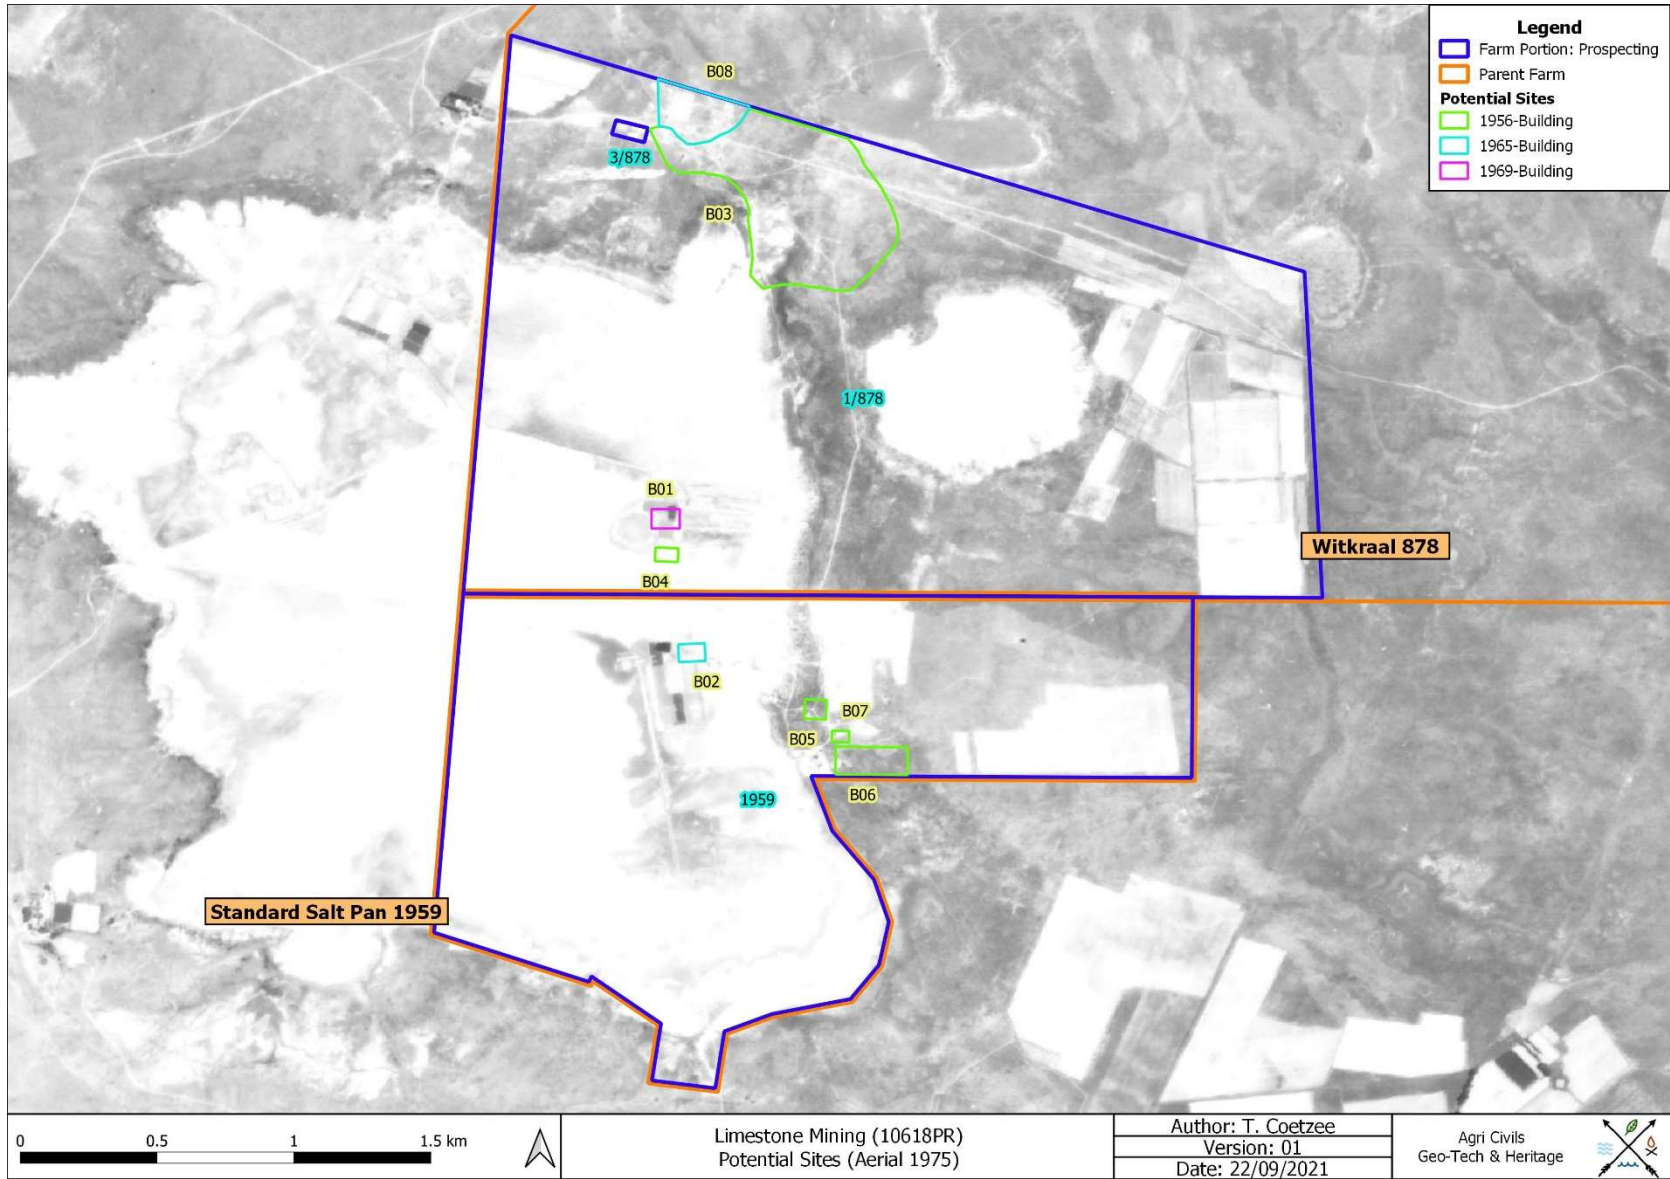 Legend
Farm Portion: Prospecting
Parent Farm
Potential Sites
1956-Building
1965-Building
1969-Building
B08
3/878
B03
1/878
B01
B04
Witkraal 878
B02
B07
B05
B06
1959
Standard Salt Pan 1959
0 0.5 1 1.5 km
Limestone Mining (10618PR)
Potential Sites (Aerial 1975)
Author: T. Coetzee
Version: 01
Date: 22/09/2021
Agri Civils
Geo-Tech & Heritage